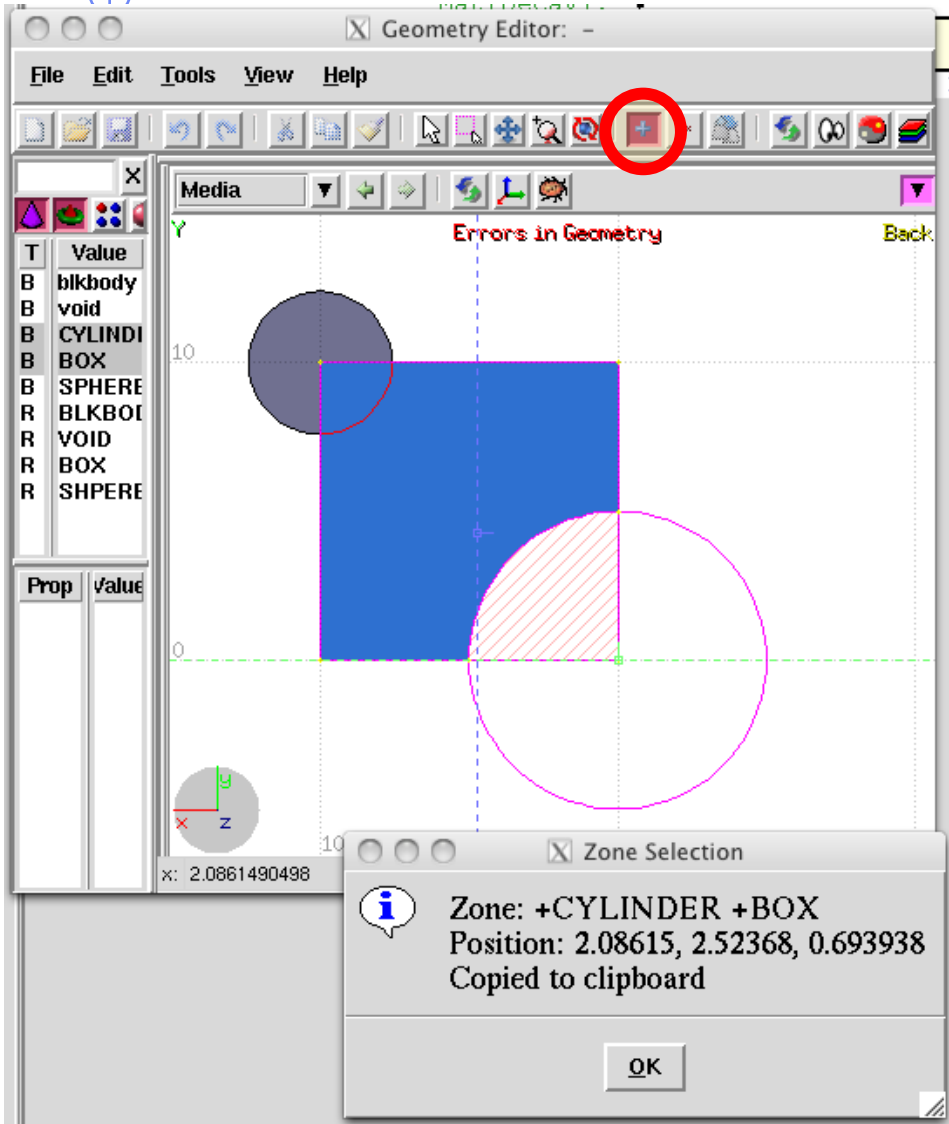 Geometry Editor: –
File Edit Tools View Help
X
Media
T Value
B blkbody
B void
B CYLINDI
B BOX
B SPHERE
R BLKBOD
R VOID
R BOX
R SHPERE
Prop Value
Y
Errors in Geometry
Back
10
0
y
x z
10
x: 2.0861490498
X Zone Selection
Zone: +CYLINDER +BOX
Position: 2.08615, 2.52368, 0.693938
Copied to clipboard
OK